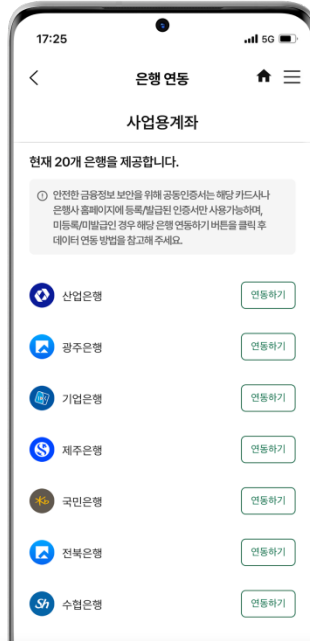 17:25
5G
은행 연동
사업용계좌
현재 20개 은행을 제공합니다.
안전한 금융정보 보안을 위해 공동인증서는 해당 카드사나
은행사 홈페이지에 등록/발급된 인증서만 사용가능하며,
미등록/미발급인 경우 해당 은행 연동하기 버튼을 클릭 후
데이터 연동 방법을 참고해 주세요.
산업은행 연동하기
광주은행 연동하기
기업은행 연동하기
제주은행 연동하기
Kb 국민은행 연동하기
전북은행 연동하기
Sh 수협은행 연동하기